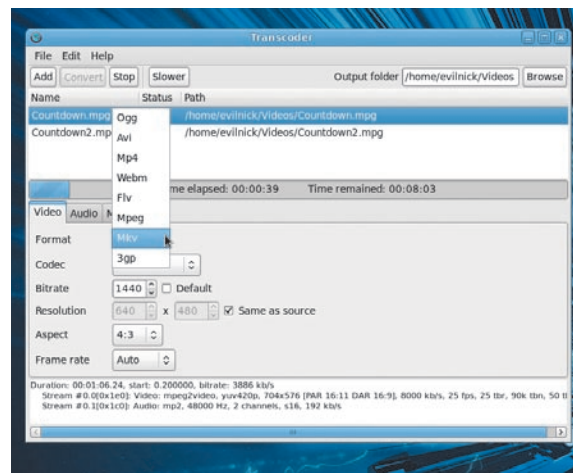 Transcoder
File Edit Help
Add Convert Stop Slower Output folder /home/evilnick/Videos Browse
Name Status Path
Countdown.mpg /home/evilnick/Videos/Countdown.mpg
Countdown2.mp /home/evilnick/Videos/Countdown2.mpg
Ogg
Avi
Mp4
Webm
Flv
Mpeg
Mkv
3gp
me elapsed: 00:00:39 Time remained: 00:08:03
Video Audio M
Format
Codec
Bitrate 1440 Default
Resolution 640 x 480 Same as source
Aspect 4:3
Frame rate Auto
Duration: 00:01:06.24, start: 0.200000, bitrate: 3886 kb/s
Stream #0.0[0x1e0]: Video: mpeg2video, yuv420p, 704x576 [PAR 16:11 DAR 16:9], 8000 kb/s, 25 fps, 25 tbr, 90k tbn, 50 tl
Stream #0.1[0x1c0]: Audio: mp2, 48000 Hz, 2 channels, s16, 192 kb/s